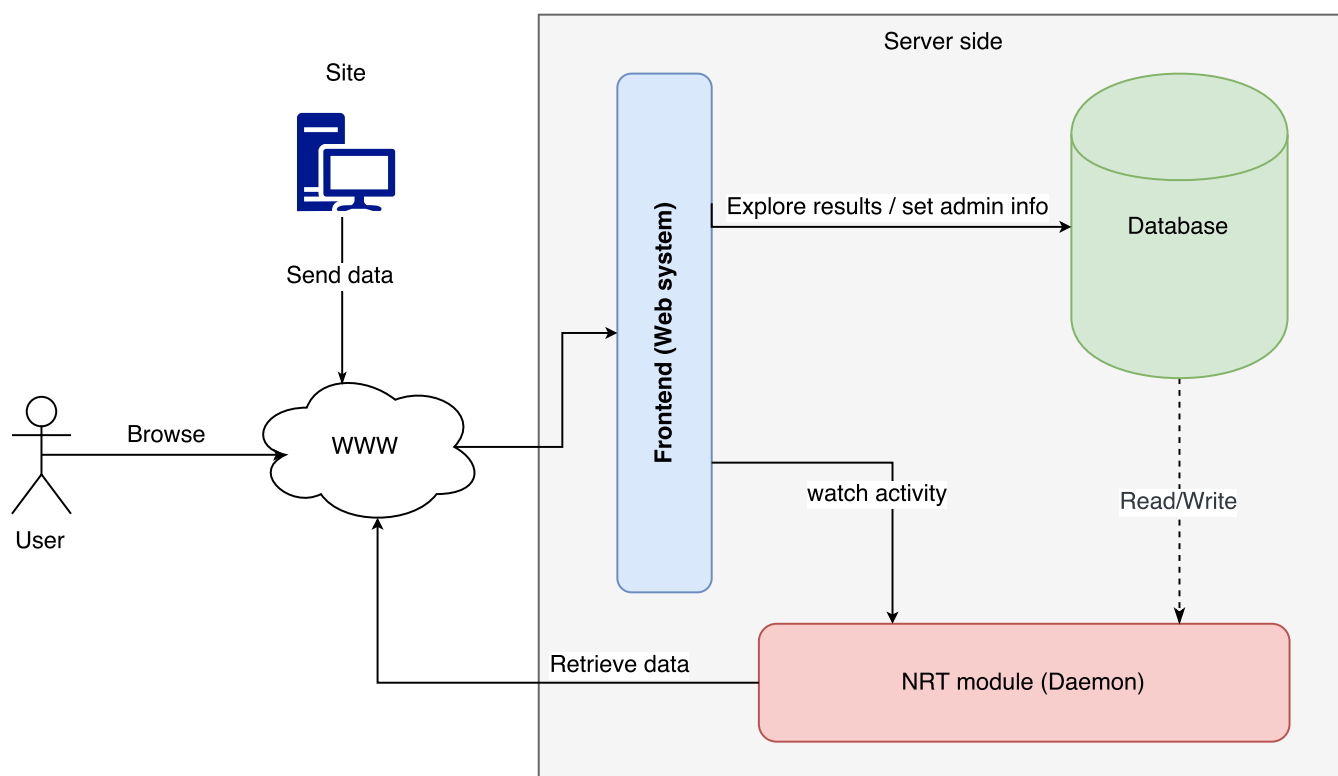 Server side
Site
Explore results / set admin info
Database
Frontend (Web system)
Send data
Browse
WWW
watch activity
Read/Write
User
Retrieve data
NRT module (Daemon)